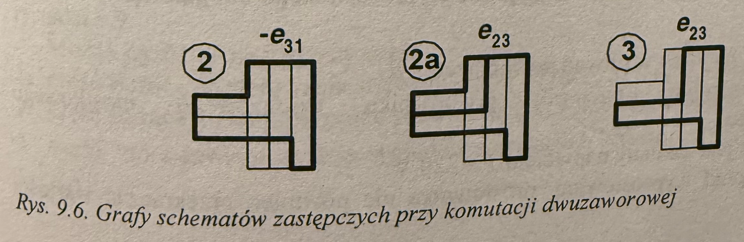 -e31 e23 e23
2 2a 3
Rys. 9.6. Grafy schematów zastępczych przy komutacji dwuzaworowej